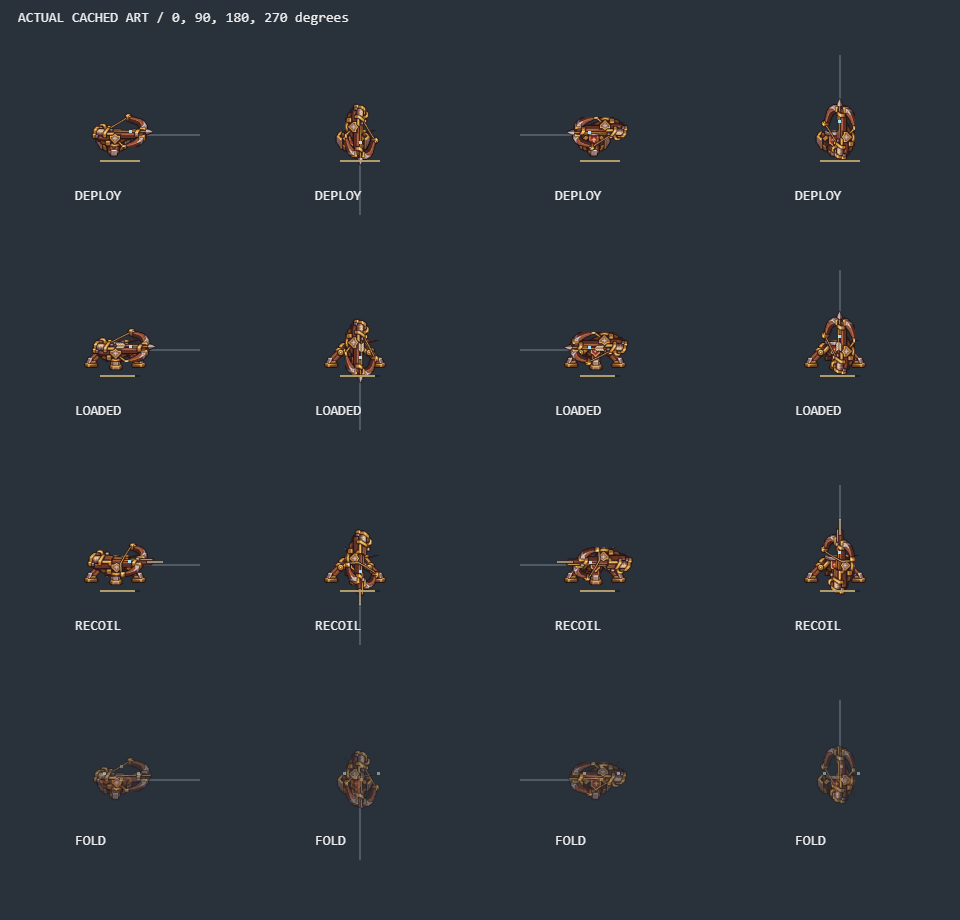 ACTUAL CACHED ART / 0, 90, 180, 270 degrees
DEPLOY DEPLOY DEPLOY DEPLOY
LOADED LOADED LOADED LOADED
RECOIL RECOIL RECOIL RECOIL
FOLD FOLD FOLD FOLD